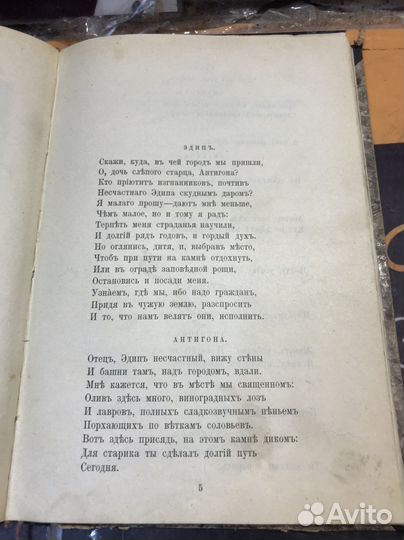 ЭДИПЪ.
Скажи, куда, въ чей городъ мы пришли,
О, дочь слѣпого старца, Антигона?
Кто пріютитъ изгнанниковъ, почтивъ
Несчастнаго Эдипа скуднымъ даромъ?
Я малаго прошу—даютъ мнѣ меньше,
Чѣмъ малое, но и тому я радъ:
Терпѣть меня страданья научили,
И долгій рядъ годовъ, и гордый духъ.
Но оглянись, дитя, и, выбравъ мѣсто,
Чтобъ при пути на камнѣ отдохнуть,
Или въ оградѣ заповѣдной рощи,
Остановись и посади меня.
Узнаемъ, гдѣ мы, ибо надо гражданъ,
Придя въ чужую землю, разспросить
И то, что намъ велятъ они, исполнить.
АНТИГОНА.
Отецъ, Эдипъ несчастный, вижу стѣны
И башни тамъ, надъ городомъ, вдали.
Мнѣ кажется, что въ мѣстѣ мы священномъ:
Оливъ здѣсь много, виноградныхъ лозъ
И лавровъ, полныхъ сладкозвучнымъ пѣньемъ
Порхающихъ по вѣткамъ соловьевъ.
Вотъ здѣсь присядь, на этомъ камнѣ дикомъ:
Для старика ты сдѣлалъ долгій путь
Сегодня.
5
Avito